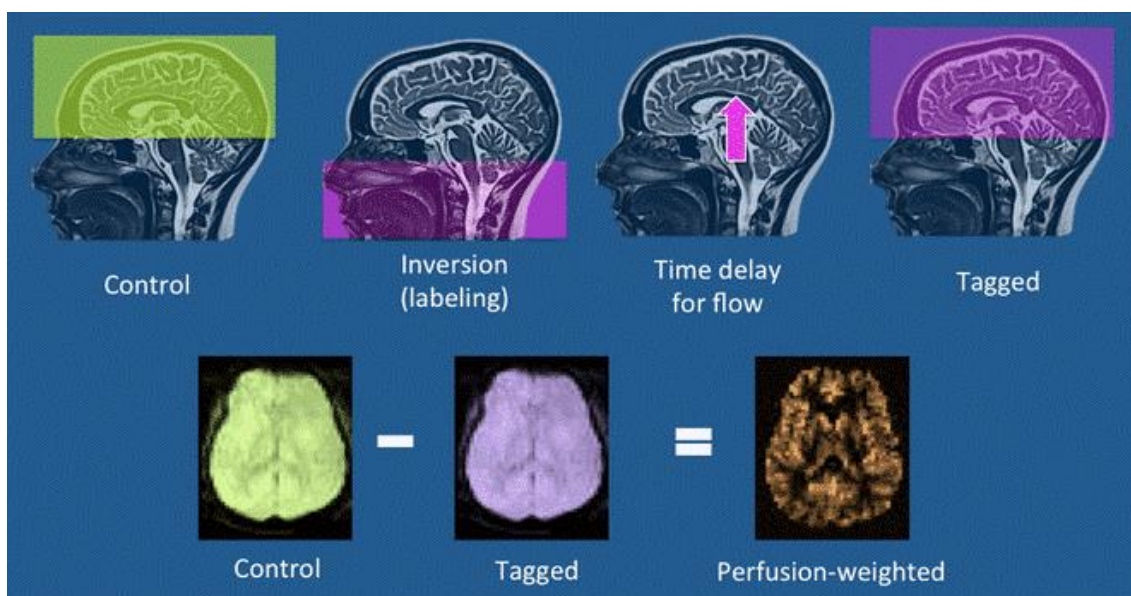 Control
Inversion
(labeling)
Time delay
for flow
Tagged
Control
Tagged
Perfusion-weighted